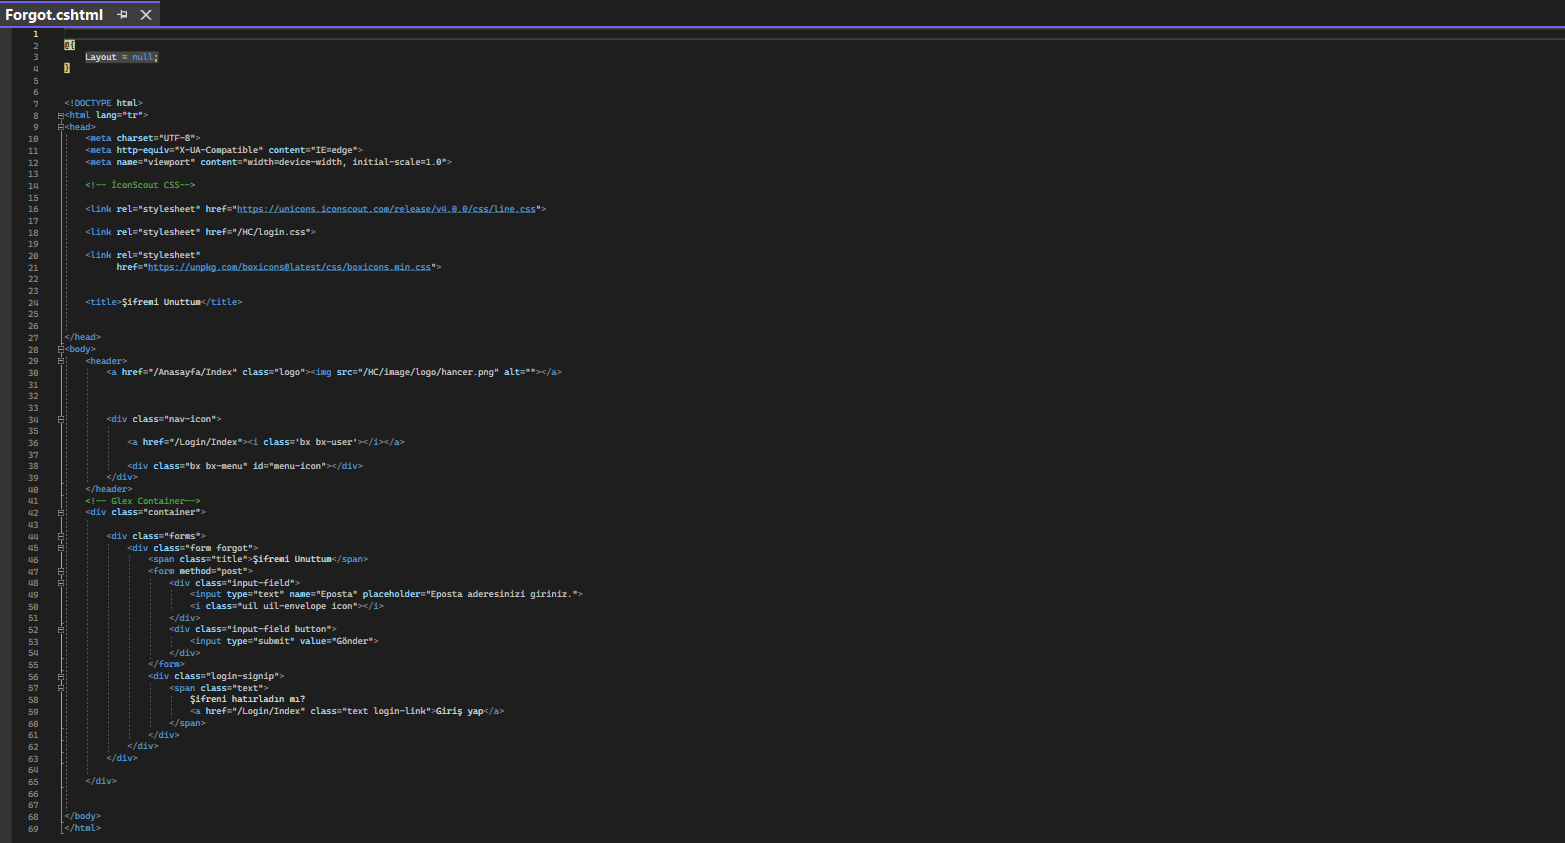 Forgot.cshtml
1
2 @{
3 Layout = null;
4 }
5
6
7 <!DOCTYPE html>
8 <html lang="tr">
9 <head>
10 <meta charset="UTF-8">
11 <meta http-equiv="X-UA-Compatible" content="IE=edge">
12 <meta name="viewport" content="width=device-width, initial-scale=1.0">
13
14 <!-- İconScout CSS-->
15
16 <link rel="stylesheet" href="https://unicons.iconscout.com/release/v4.0.0/css/line.css">
17
18 <link rel="stylesheet" href="/HC/login.css">
19
20 <link rel="stylesheet"
21 href="https://unpkg.com/boxicons@latest/css/boxicons.min.css">
22
23
24 <title>Şifremi Unuttum</title>
25
26
27 </head>
28 <body>
29 <header>
30 <a href="/Anasayfa/Index" class="logo"><img src="/HC/image/logo/hancer.png" alt=""></a>
31
32
33
34 <div class="nav-icon">
35
36 <a href="/Login/Index"><i class='bx bx-user'></i></a>
37
38 <div class="bx bx-menu" id="menu-icon"></div>
39 </div>
40 </header>
41 <!-- Glex Container-->
42 <div class="container">
43
44 <div class="forms">
45 <div class="form forgot">
46 <span class="title">Şifremi Unuttum</span>
47 <form method="post">
48 <div class="input-field">
49 <input type="text" name="Eposta" placeholder="Eposta aderesinizi giriniz.">
50 <i class="uil uil-envelope icon"></i>
51 </div>
52 <div class="input-field button">
53 <input type="submit" value="Gönder">
54 </div>
55 </form>
56 <div class="login-signip">
57 <span class="text">
58 Şifreni hatırladın mı?
59 <a href="/Login/Index" class="text login-link">Giriş yap</a>
60 </span>
61 </div>
62 </div>
63 </div>
64
65 </div>
66
67
68 </body>
69 </html>